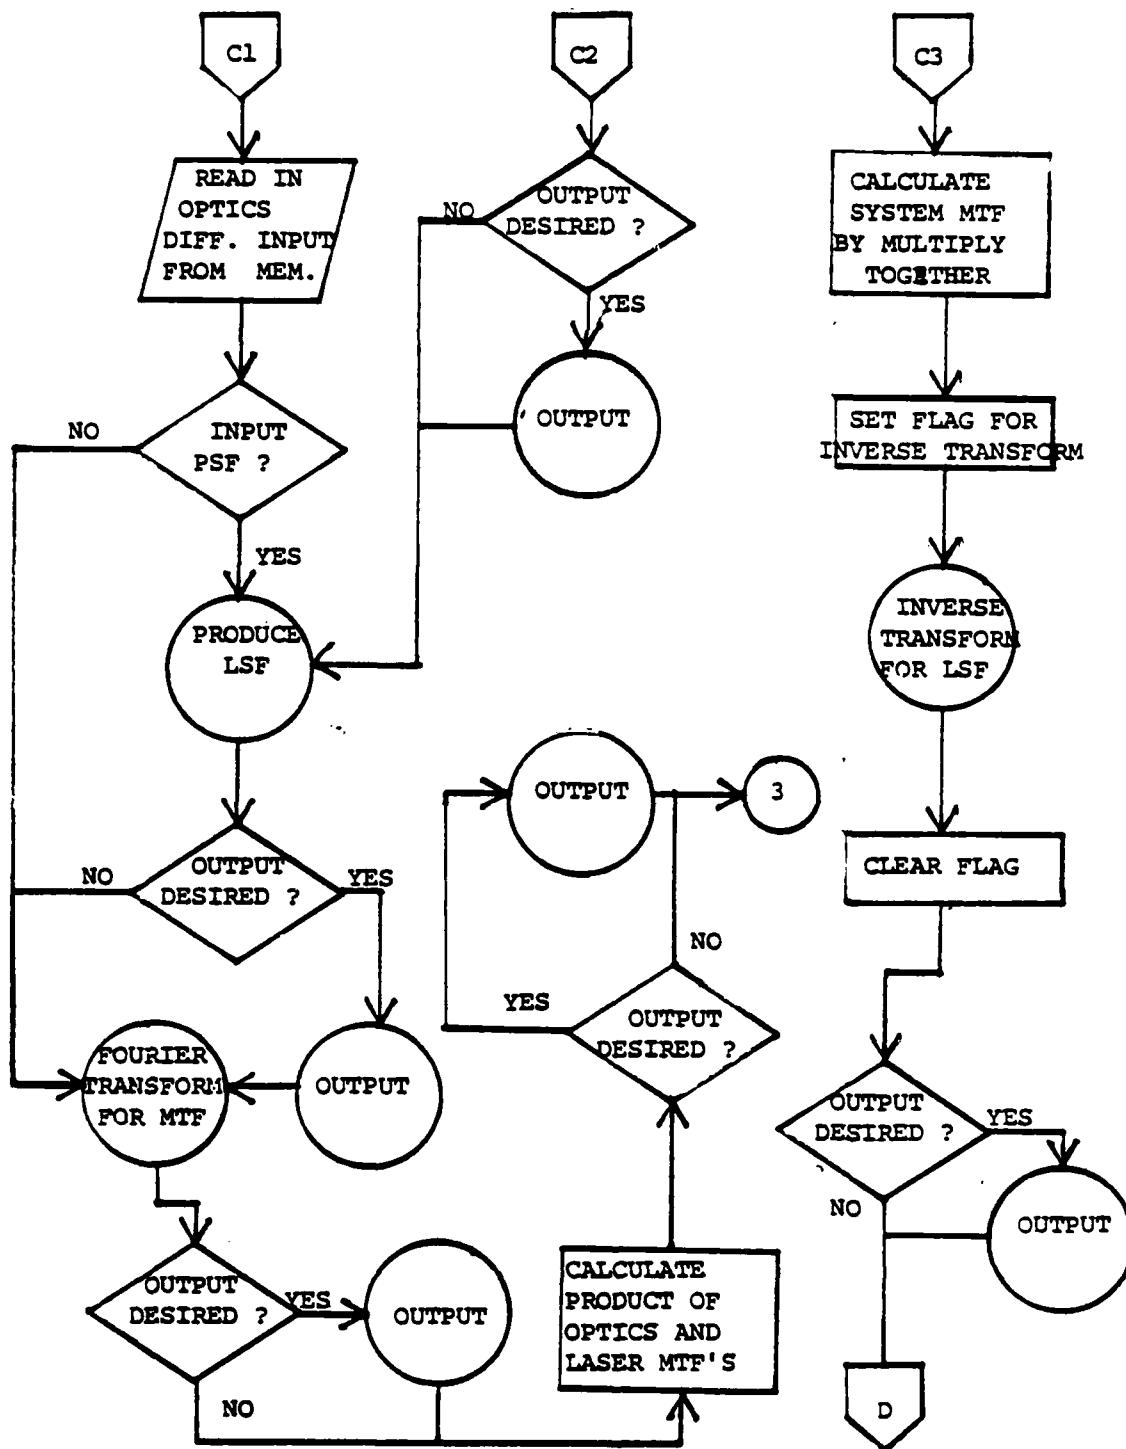 C1
READ IN
OPTICS
DIFF. INPUT
FROM MEM.
INPUT
PSF ?
NO
YES
PRODUCE
LSF
OUTPUT
DESIRED ?
NO
YES
OUTPUT
FOURIER
TRANSFORM
FOR MTF
OUTPUT
DESIRED ?
YES
NO
OUTPUT
C2
OUTPUT
DESIRED ?
NO
YES
OUTPUT
CALCULATE
PRODUCT OF
OPTICS AND
LASER MTF'S
OUTPUT
DESIRED ?
YES
NO
OUTPUT
3
C3
CALCULATE
SYSTEM MTF
BY MULTIPLY
TOGETHER
SET FLAG FOR
INVERSE TRANSFORM
INVERSE
TRANSFORM
FOR LSF
CLEAR FLAG
OUTPUT
DESIRED ?
YES
NO
OUTPUT
D